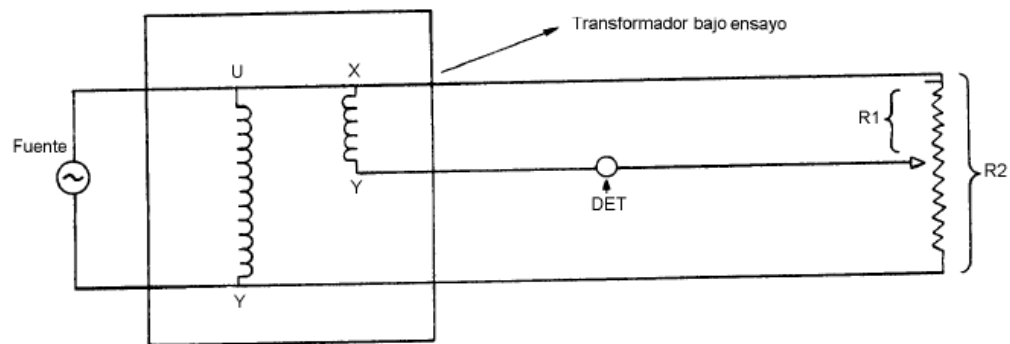 Transformador bajo ensayo
U
X
R1
Fuente
Y
R2
DET
Y